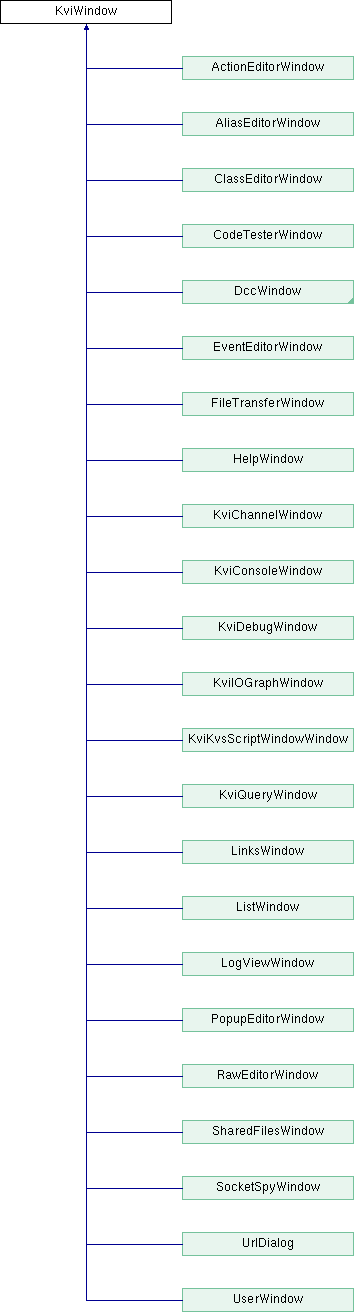 KviWindow
ActionEditorWindow
AliasEditorWindow
ClassEditorWindow
CodeTesterWindow
DccWindow
EventEditorWindow
FileTransferWindow
HelpWindow
KviChannelWindow
KviConsoleWindow
KviDebugWindow
KviIOGraphWindow
KviKvsScriptWindowWindow
KviQueryWindow
LinksWindow
ListWindow
LogViewWindow
PopupEditorWindow
RawEditorWindow
SharedFilesWindow
SocketSpyWindow
UrlDialog
UserWindow